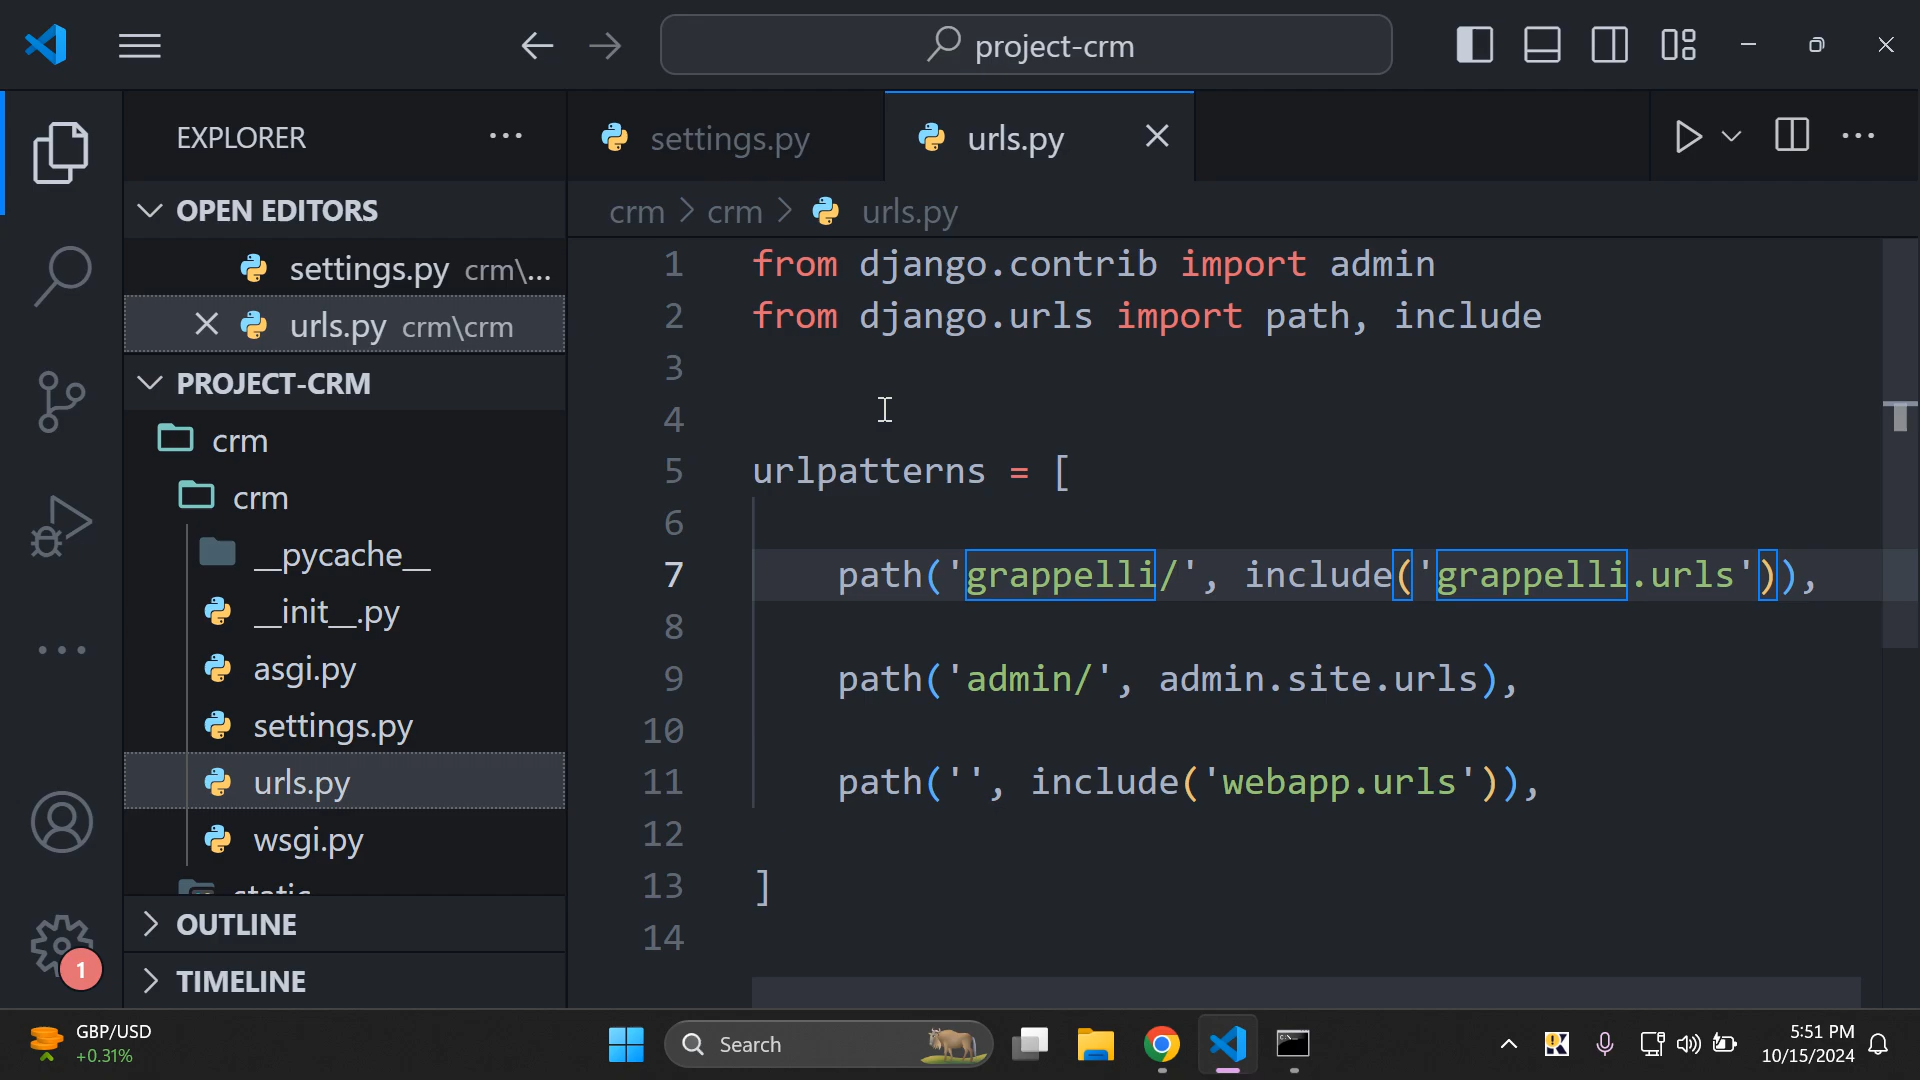 project-crm
EXPLORER
settings.py
urls.py
OPEN EDITORS
settings.py crm\...
urls.py crm\crm
PROJECT-CRM
crm
crm
__pycache__
__init__.py
asgi.py
settings.py
urls.py
wsgi.py
static
OUTLINE
TIMELINE
1
crm > crm > urls.py
1 from django.contrib import admin
2 from django.urls import path, include
3
4
5 urlpatterns = [
6
7 path('grappelli/', include('grappelli.urls')),
8
9 path('admin/', admin.site.urls),
10
11 path('', include('webapp.urls')),
12
13 ]
14
GBP/USD
+0.31%
Search
5:51 PM
10/15/2024